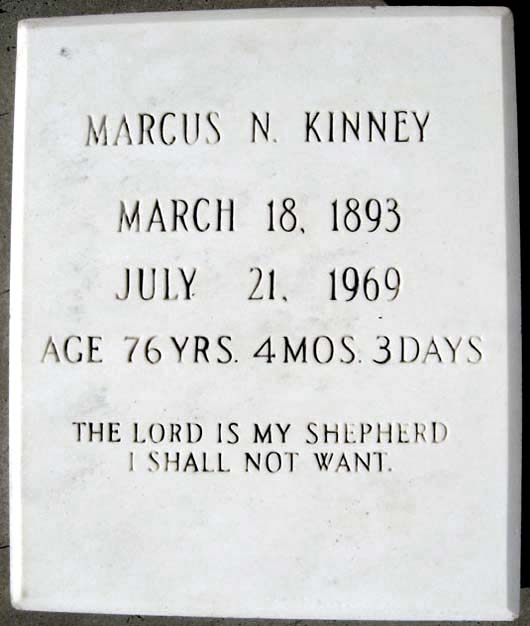 MARCUS N. KINNEY
MARCH 18, 1893
JULY 21, 1969
AGE 76 YRS. 4 MOS. 3 DAYS
THE LORD IS MY SHEPHERD
I SHALL NOT WANT.